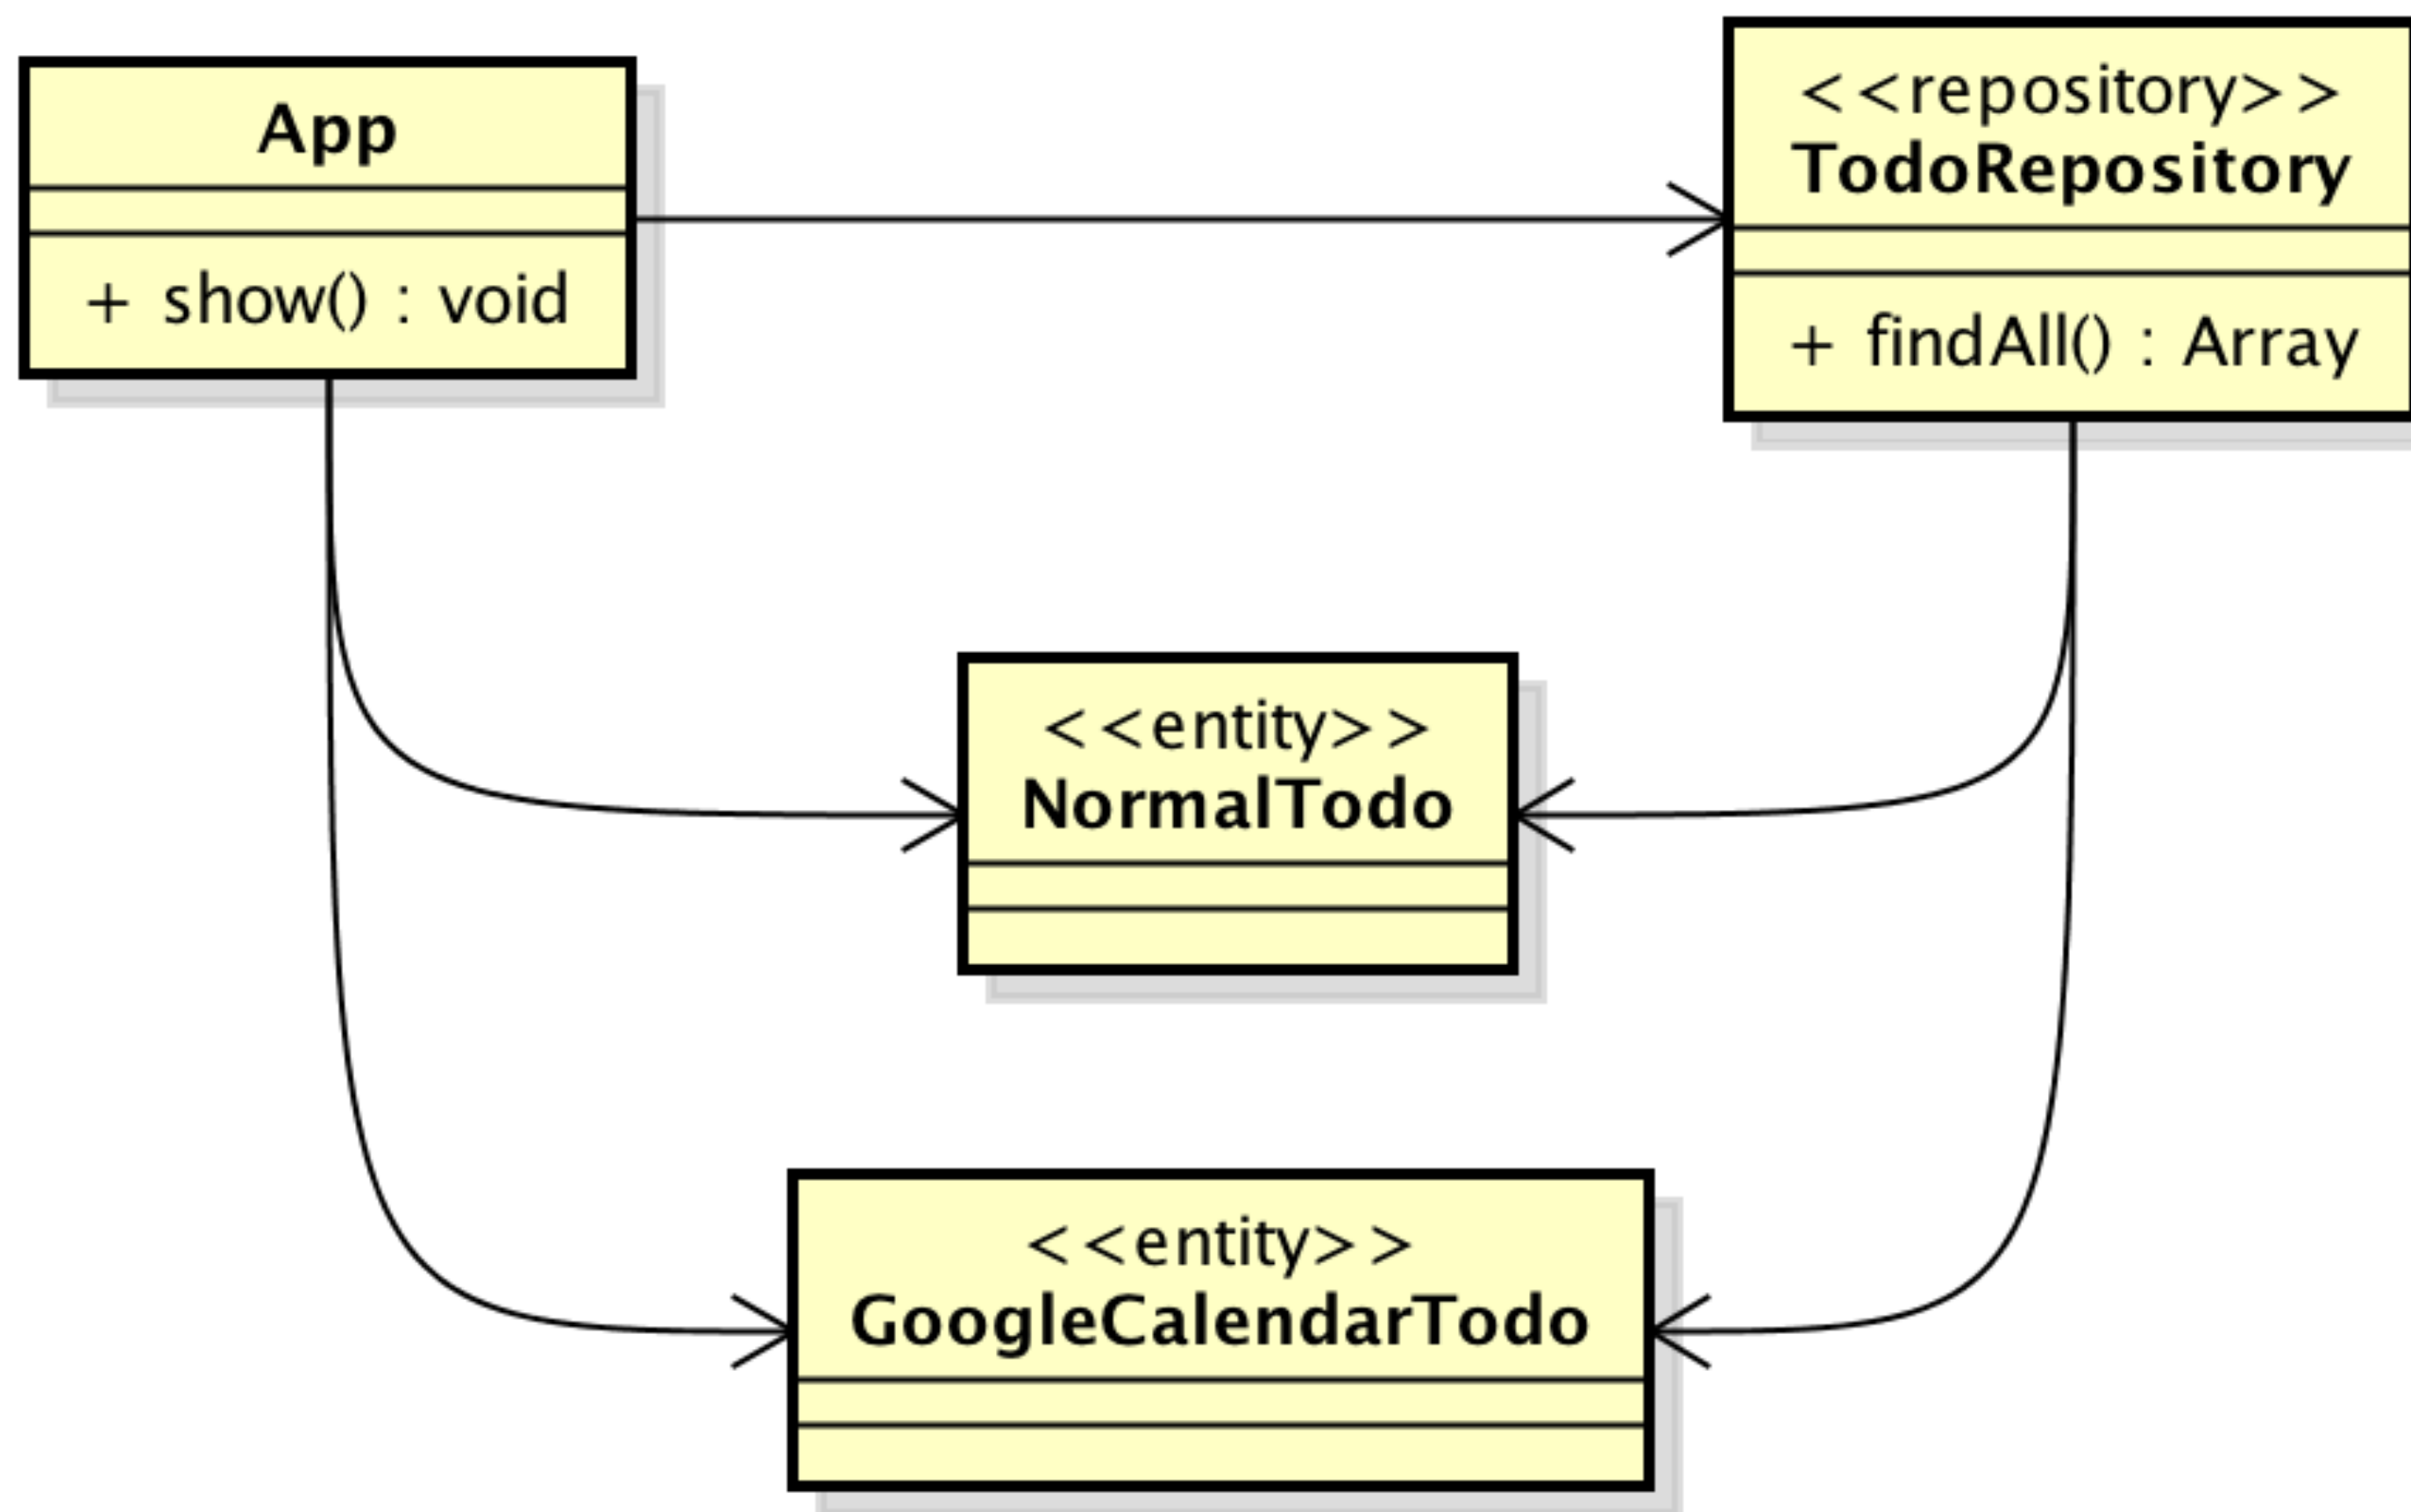 App
+ show() : void
<<repository>>
TodoRepository
+ findAll() : Array
<<entity>>
NormalTodo
<<entity>>
GoogleCalendarTodo